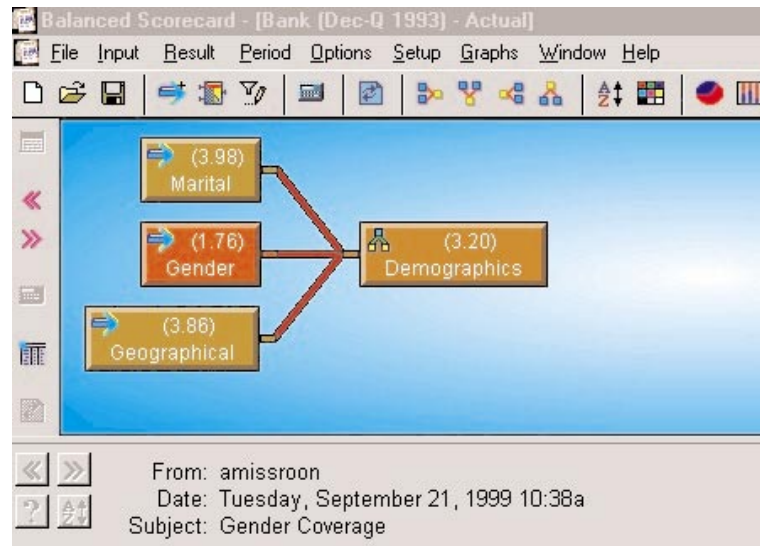 Balanced Scorecard - [Bank (Dec-Q 1993) - Actual]
File Input Result Period Options Setup Graphs Window Help
(3.98)
Marital
(1.76)
Gender
(3.20)
Demographics
(3.86)
Geographical
From: amissroon
Date: Tuesday, September 21, 1999 10:38a
Subject: Gender Coverage